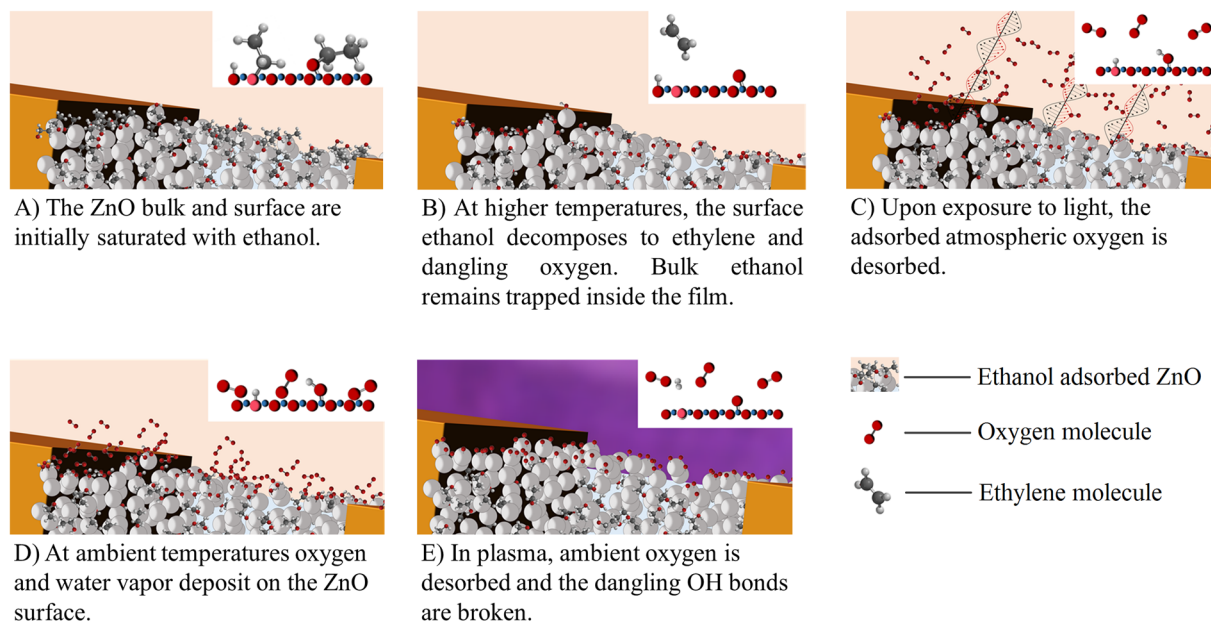 A) The ZnO bulk and surface are
initially saturated with ethanol.
B) At higher temperatures, the surface
ethanol decomposes to ethylene and
dangling oxygen. Bulk ethanol
remains trapped inside the film.
C) Upon exposure to light, the
adsorbed atmospheric oxygen is
desorbed.
D) At ambient temperatures oxygen
and water vapor deposit on the ZnO
surface.
E) In plasma, ambient oxygen is
desorbed and the dangling OH bonds
are broken.
Ethanol adsorbed ZnO
Oxygen molecule
Ethylene molecule